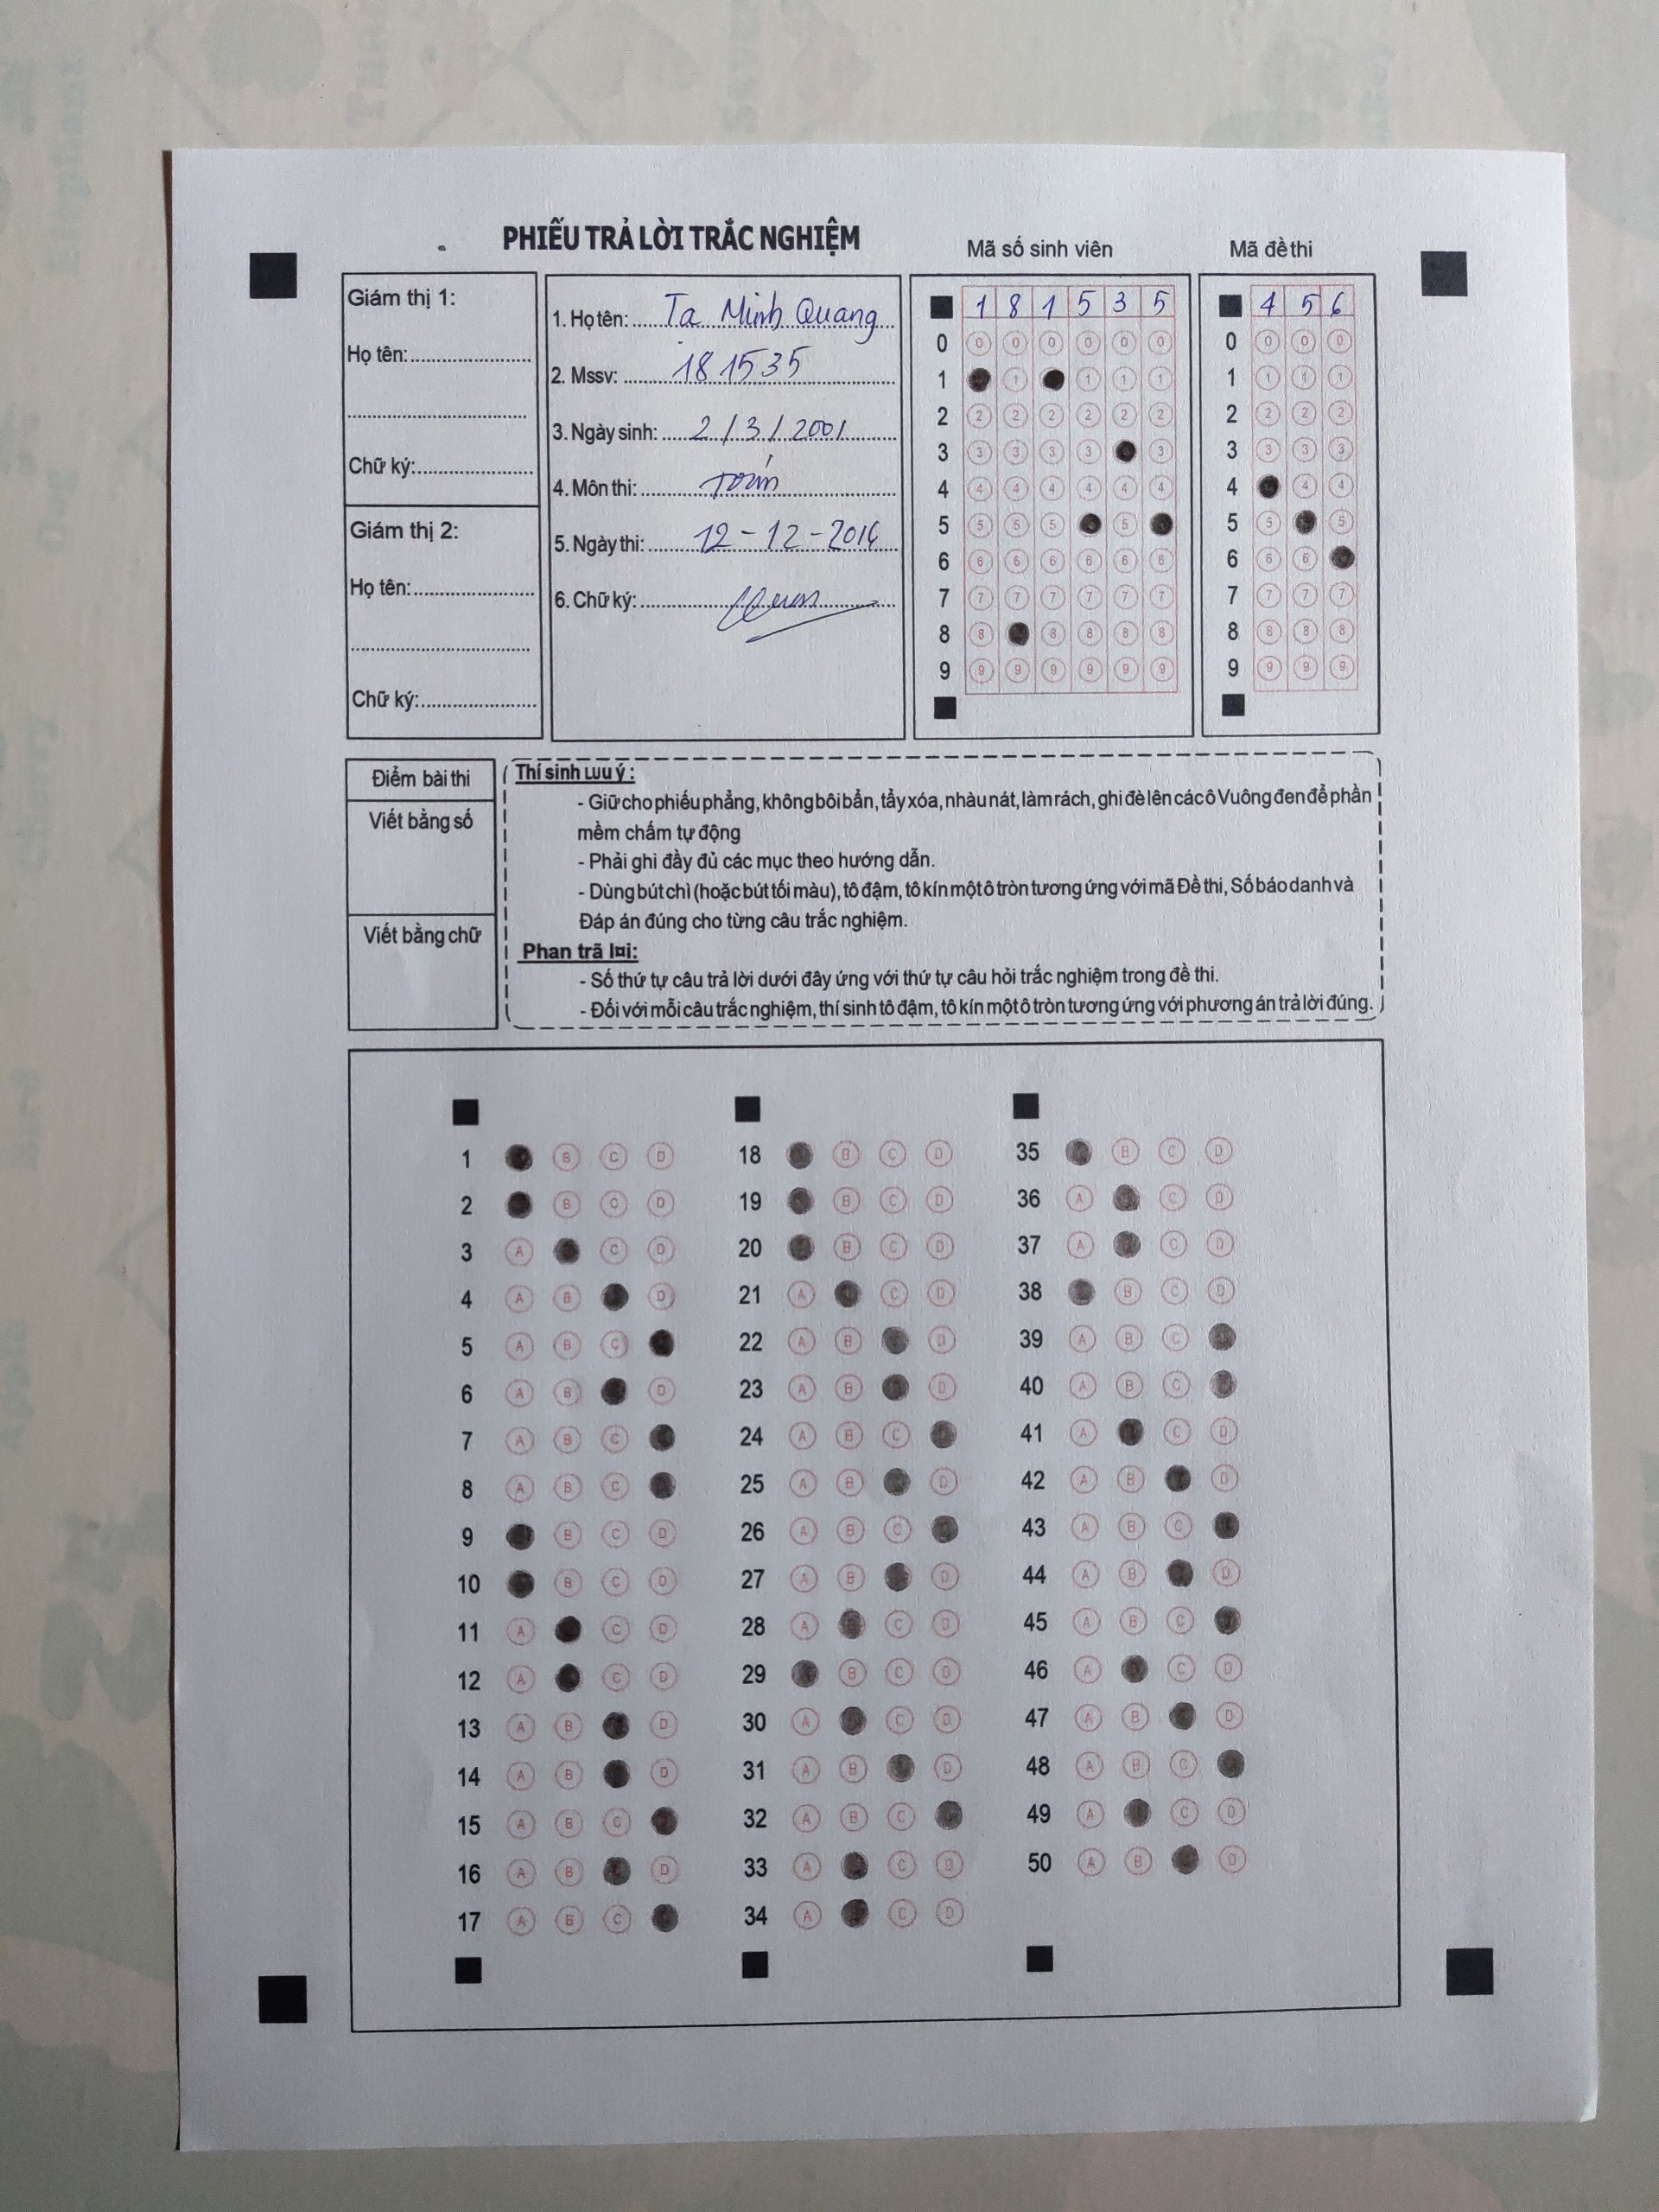 PHIẾU TRẢ LỜI TRẮC NGHIỆM
Giám thị 1:
Họ tên:
Chữ ký:
Giám thị 2:
Họ tên:
Chữ ký:
1. Họ tên: Tạ Minh Quang
2. Mssv: 181535
3. Ngày sinh: 2/3/2001
4. Môn thi: Toán
5. Ngày thi: 12-12-2014
6. Chữ ký:
Mã số sinh viên
1 8 1 5 3 5
0 0 0 0 0 0 0
1 1 1 1 1
2 2 2 2 2 2 2
3 3 3 3 3 3
4 4 4 4 4 4 4
5 5 5 5 5
6 6 6 6 6 6 6
7 7 7 7 7 7 7
8 8 8 8 8 8
9 9 9 9 9 9 9
Mã đề thi
4 5 6
0 0 0 0
1 1 1 1
2 2 2 2
3 3 3 3
4 4 4
5 5 5
6 6 6
7 7 7 7
8 8 8 8
9 9 9 9
Điểm bài thi
Viết bằng số
Viết bằng chữ
Thí sinh Lưu ý :
- Giữ cho phiếu phẳng, không bôi bẩn, tẩy xóa, nhàu nát, làm rách, ghi đè lên các ô Vuông đen để phần
mềm chấm tự động
- Phải ghi đầy đủ các mục theo hướng dẫn.
- Dùng bút chì (hoặc bút tối màu), tô đậm, tô kín một ô tròn tương ứng với mã Đề thi, Số báo danh và
Đáp án đúng cho từng câu trắc nghiệm.
Phan trã l¤i:
- Số thứ tự câu trả lời dưới đây ứng với thứ tự câu hỏi trắc nghiệm trong đề thi.
- Đối với mỗi câu trắc nghiệm, thí sinh tô đậm, tô kín một ô tròn tương ứng với phương án trả lời đúng.
1 B C D
2 B C D
3 A C D
4 A B D
5 A B C
6 A B D
7 A B C
8 A B C
9 B C D
10 B C D
11 A C D
12 A C D
13 A B D
14 A B D
15 A B C
16 A B D
17 A B C
18 B C D
19 B C D
20 B C D
21 A C D
22 A B D
23 A B D
24 A B C
25 A B D
26 A B C
27 A B D
28 A C D
29 B C D
30 A C D
31 A B D
32 A B C
33 A C D
34 A C D
35 B C D
36 A C D
37 A C D
38 B C D
39 A B C
40 A B C
41 A C D
42 A B D
43 A B C
44 A B D
45 A B C
46 A C D
47 A B D
48 A B C
49 A C D
50 A B D